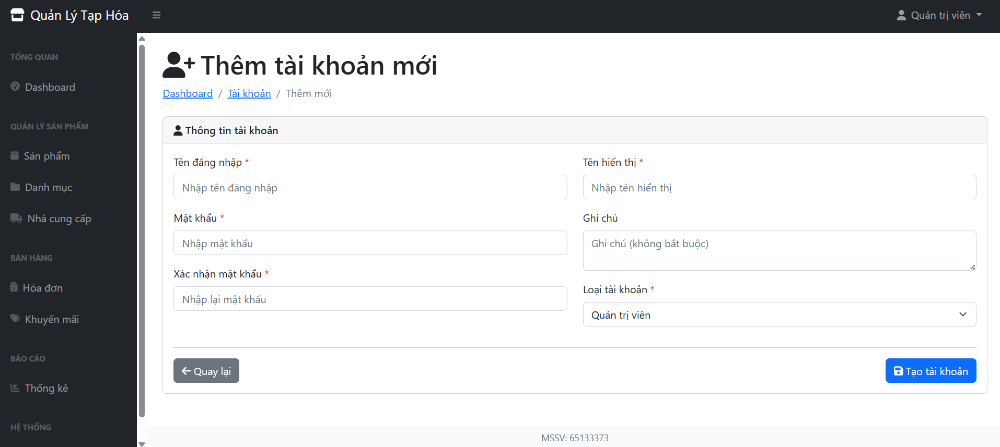 Quản Lý Tạp Hóa
Quản trị viên
TỔNG QUAN
Dashboard
QUẢN LÝ SẢN PHẨM
Sản phẩm
Danh mục
Nhà cung cấp
BÁN HÀNG
Hóa đơn
Khuyến mãi
BÁO CÁO
Thống kê
HỆ THỐNG
Thêm tài khoản mới
Dashboard / Tài khoản / Thêm mới
Thông tin tài khoản
Tên đăng nhập *
Nhập tên đăng nhập
Mật khẩu *
Nhập mật khẩu
Xác nhận mật khẩu *
Nhập lại mật khẩu
Tên hiển thị *
Nhập tên hiển thị
Ghi chú
Ghi chú (không bắt buộc)
Loại tài khoản *
Quản trị viên
Quay lại
Tạo tài khoản
MSSV: 65133373